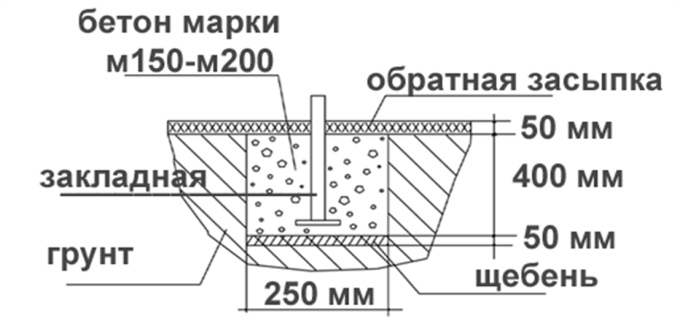 бетон марки
м150-м200
обратная засыпка
50 мм
закладная
400 мм
грунт
50 мм
щебень
250 мм